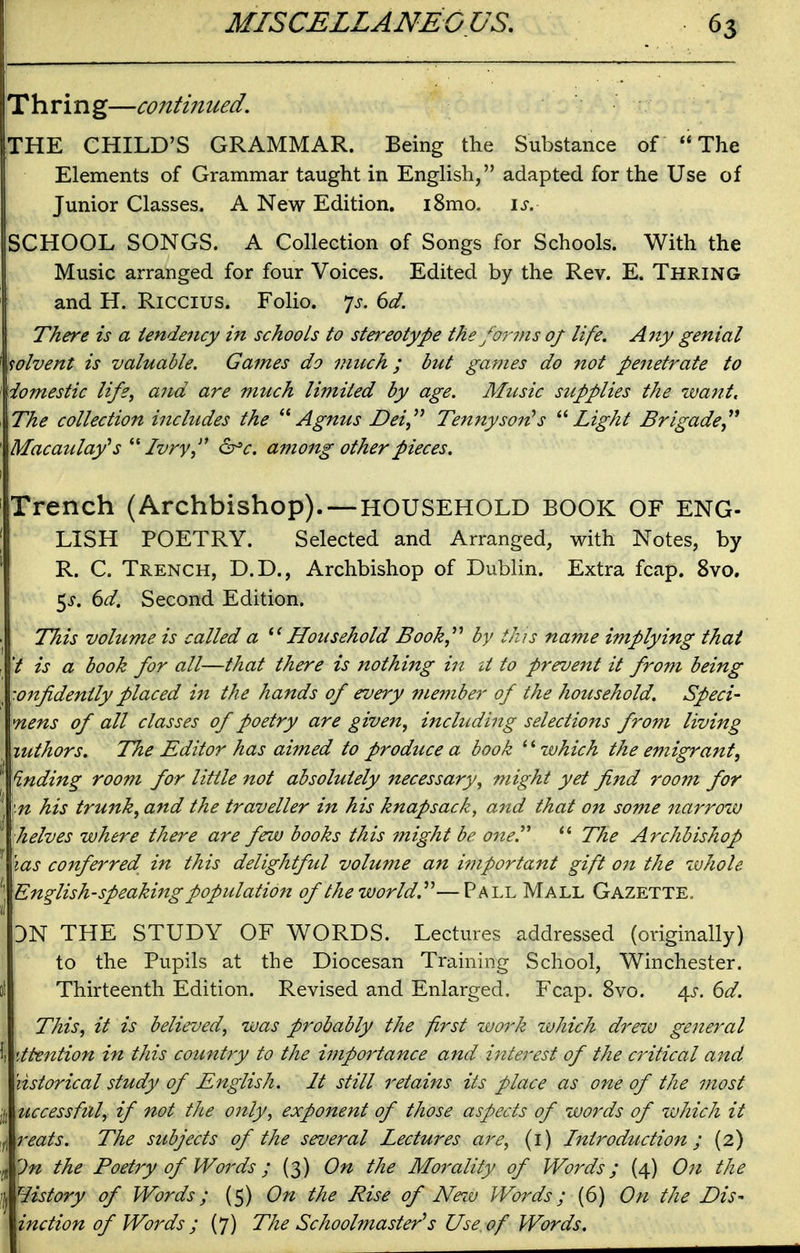 MISCELLANEOUS. 63
Thring—continued.
THE CHILD'S GRAMMAR. Being the Substance of "The
Elements of Grammar taught in English," adapted for the Use of
Junior Classes. A New Edition. 18mo. 1s.
SCHOOL SONGS. A Collection of Songs for Schools. With the
Music arranged for four Voices. Edited by the Rev. E. THRING
and H. RICCIUS. Folio. 7s. 6d.
There is a tendency in schools to stereotype the forms of life. Any genial
solvent is valuable. Games do much; but games do not penetrate to
domestic life, and are much limited by age. Music supplies the want.
The collection includes the "Agnus Dei," Tennyson's "Light Brigade,"
Macaulay's "Ivry," &c. among other pieces.
Trench (Archbishop).—HOUSEHOLD BOOK OF ENG-
LISH POETRY. Selected and Arranged, with Notes, by
R. C. TRENCH, D.D., Archbishop of Dublin. Extra fcap. 8vo.
5s. 6d. Second Edition.
This volume is called a "Household Book," by this name implying that
't is a book for all—that there is nothing in it to prevent it from being
confidently placed in the hands of every member of the household. Speci-
mens of all classes of poetry are given, including selections from living
uthors. The Editor has aimed to produce a book "which the emigrant,
inding room for little not absolutely necessary, might yet find room for
in his trunk, and the traveller in his knapsack, and that on some narrow
helves where there are few books this might be one." "The Archbishop
has conferred in this delightful volume an important gift on the whole
English-speaking population of the world."—PALL MALL GAZETTE.
ON THE STUDY OF WORDS. Lectures addressed (originally)
to the Pupils at the Diocesan Training School, Winchester.
Thirteenth Edition. Revised and Enlarged. Fcap. 8vo. 4s. 6d.
This, it is believed, was probably the first work which drew general
ttention in this country to the importance and interest of the critical and
historical study of English. It still retains its place as one of the most
uccessful, if not the only, exponent of those aspects of words of which it
reats. The subjects of the several Lectures are, (1) Introduction; (2)
On the Poetry of Words; (3) On the Morality of Words; (4) On the
History of Words; (5) On the Rise of New Words; (6) On the Dis-
inction of Words; (7) The Schoolmaster's Use of Words.